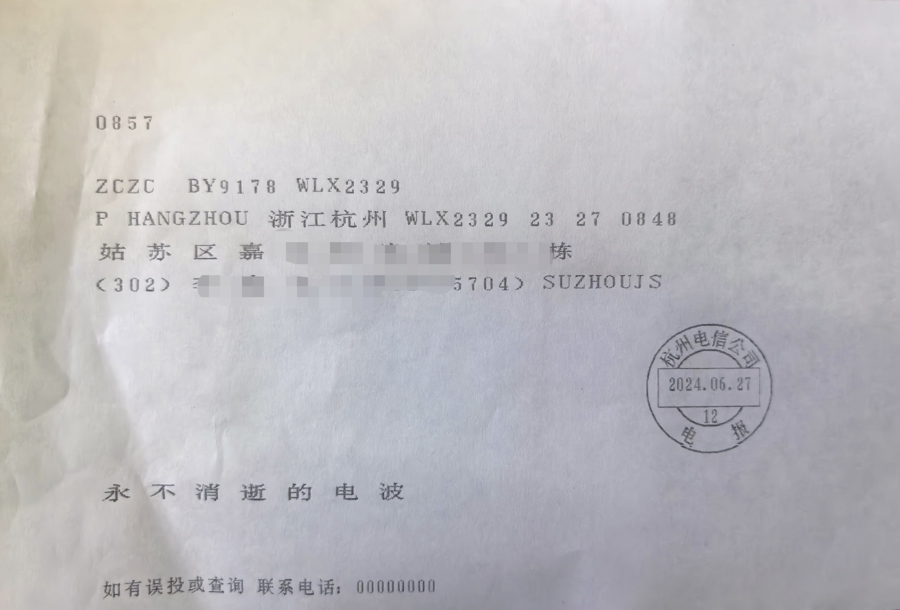 0857
ZCZC BY9178 WLX2329
P HANGZHOU 浙江杭州 WLX2329 23 27 0848
姑苏区嘉 栋
(302) 5704) SUZHOUJS
杭州电信公司
2024.06.27
12
电报
永不消逝的电波
如有误投或查询 联系电话: 00000000